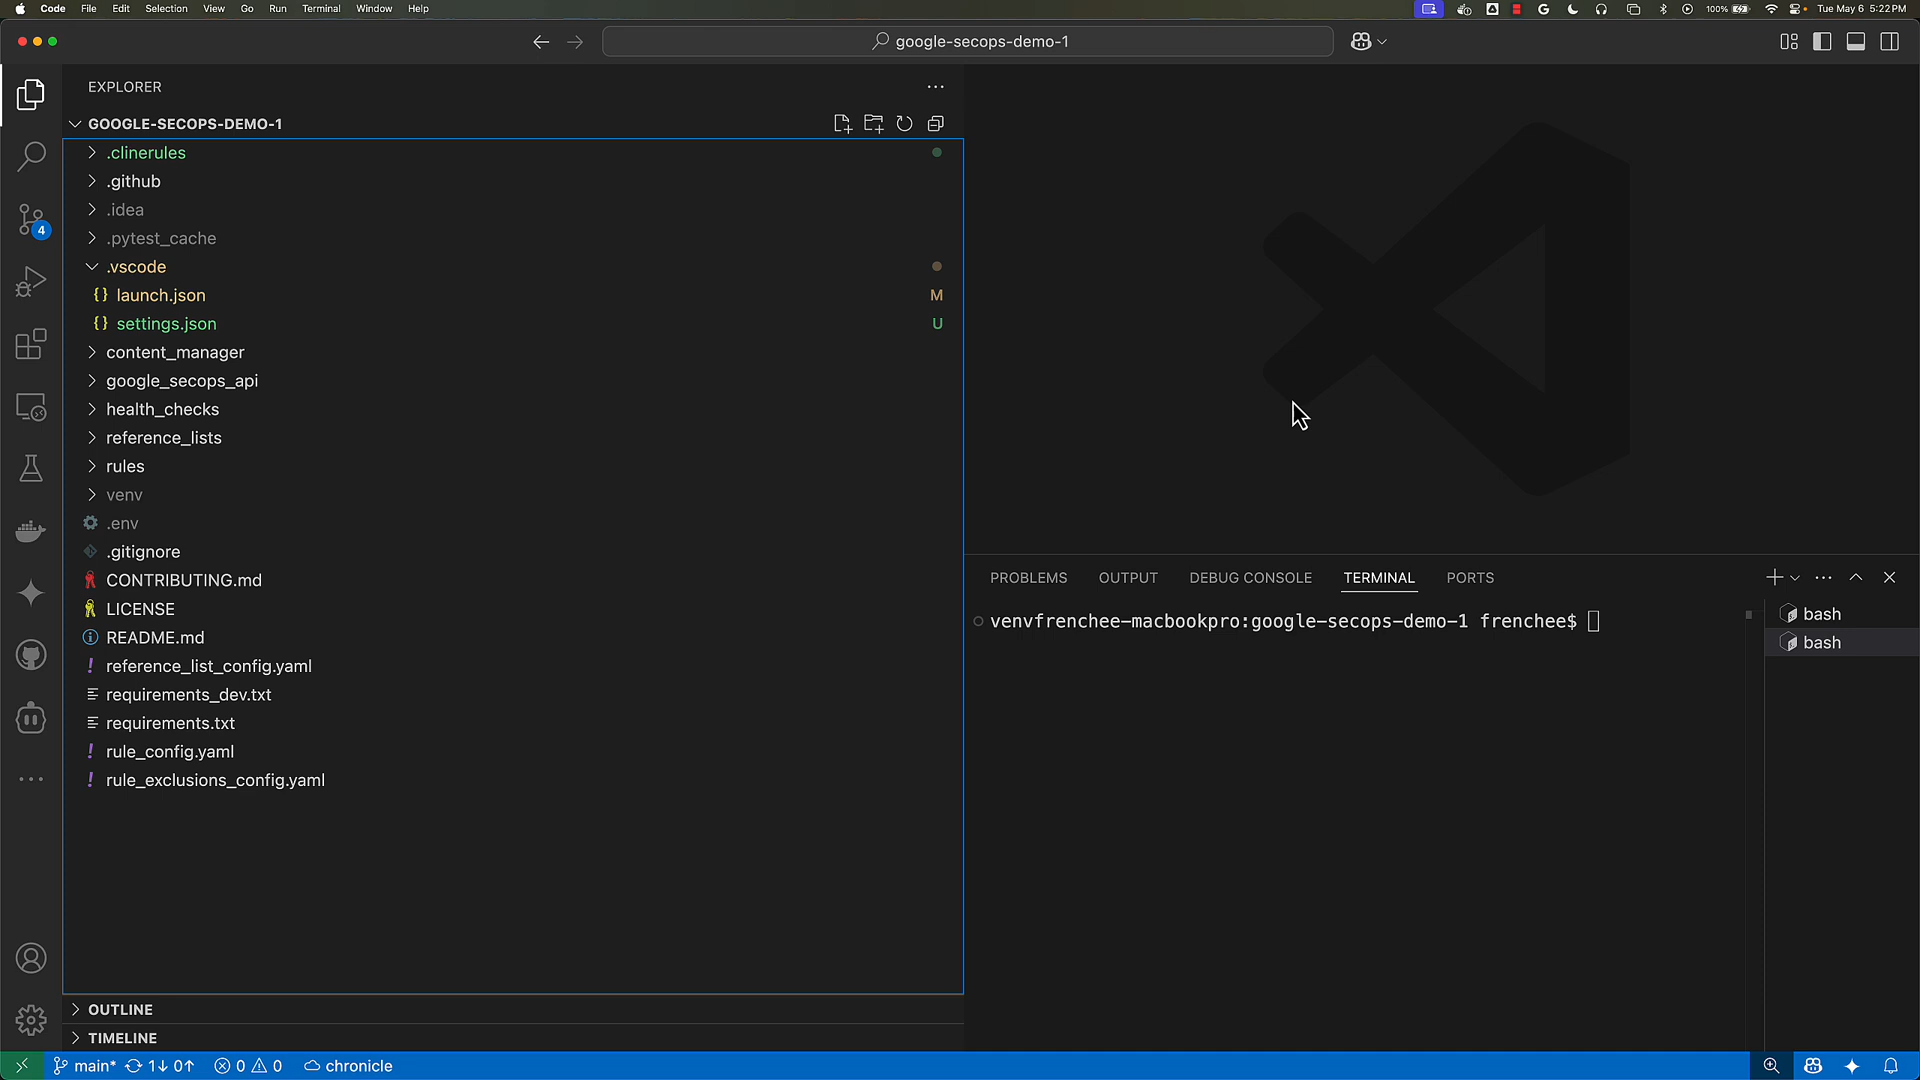 Code File Edit Selection View Go Run Terminal Window Help 100% Tue May 6 5:22 PM
google-secops-demo-1
EXPLORER
GOOGLE-SECOPS-DEMO-1
.clinerules
.github
.idea
.pytest_cache
.vscode
{} launch.json M
{} settings.json U
content_manager
google_secops_api
health_checks
reference_lists
rules
venv
.env
.gitignore
CONTRIBUTING.md
LICENSE
README.md
! reference_list_config.yaml
requirements_dev.txt
requirements.txt
! rule_config.yaml
! rule_exclusions_config.yaml
OUTLINE
TIMELINE
4
PROBLEMS OUTPUT DEBUG CONSOLE TERMINAL PORTS
venvfrenchee-macbookpro:google-secops-demo-1 frenchee$
bash
bash
main* 1↓ 0↑ 0 0 chronicle